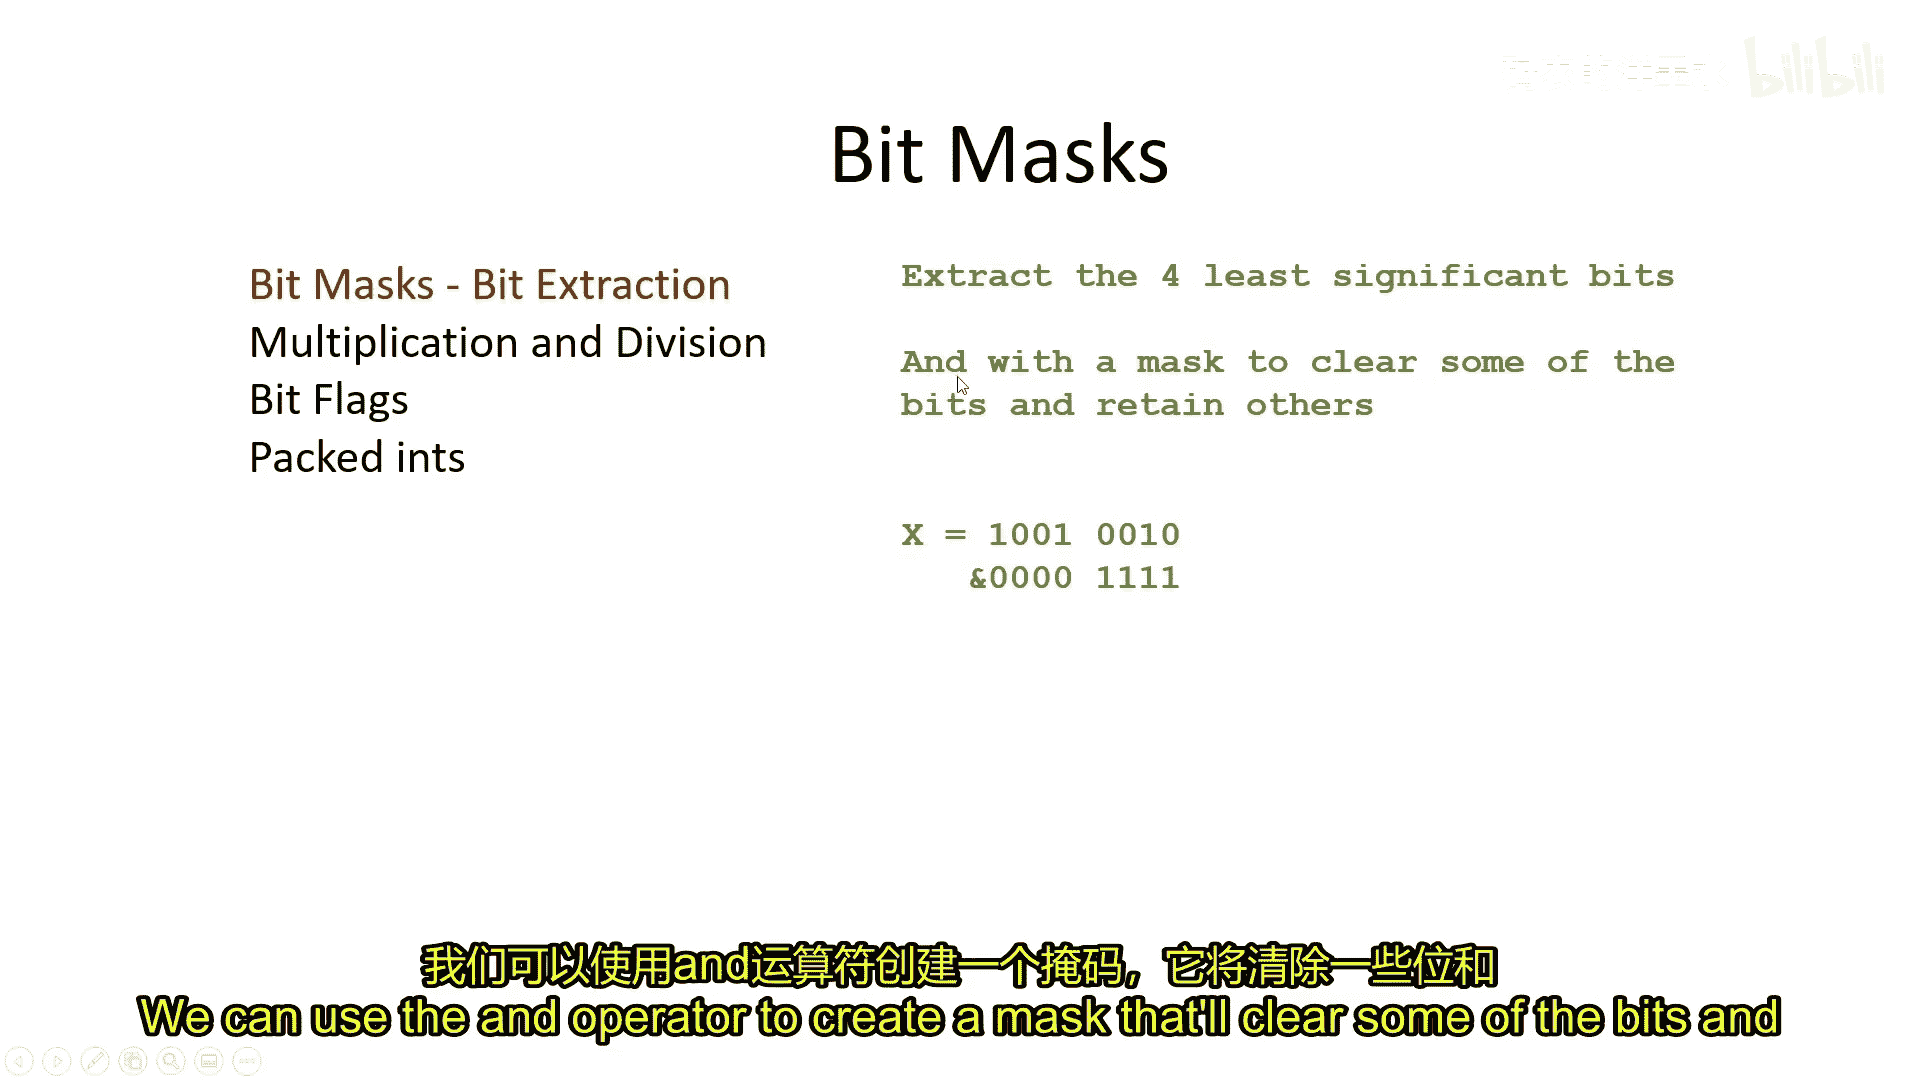 bilibili
Bit Masks
Bit Masks - Bit Extraction
Multiplication and Division
Bit Flags
Packed ints
Extract the 4 least significant bits
And with a mask to clear some of the
bits and retain others
X = 1001 0010
&0000 1111
我们可以使用and运算符创建一个掩码，它将清除一些位和
We can use the and operator to create a mask that'll clear some of the bits and